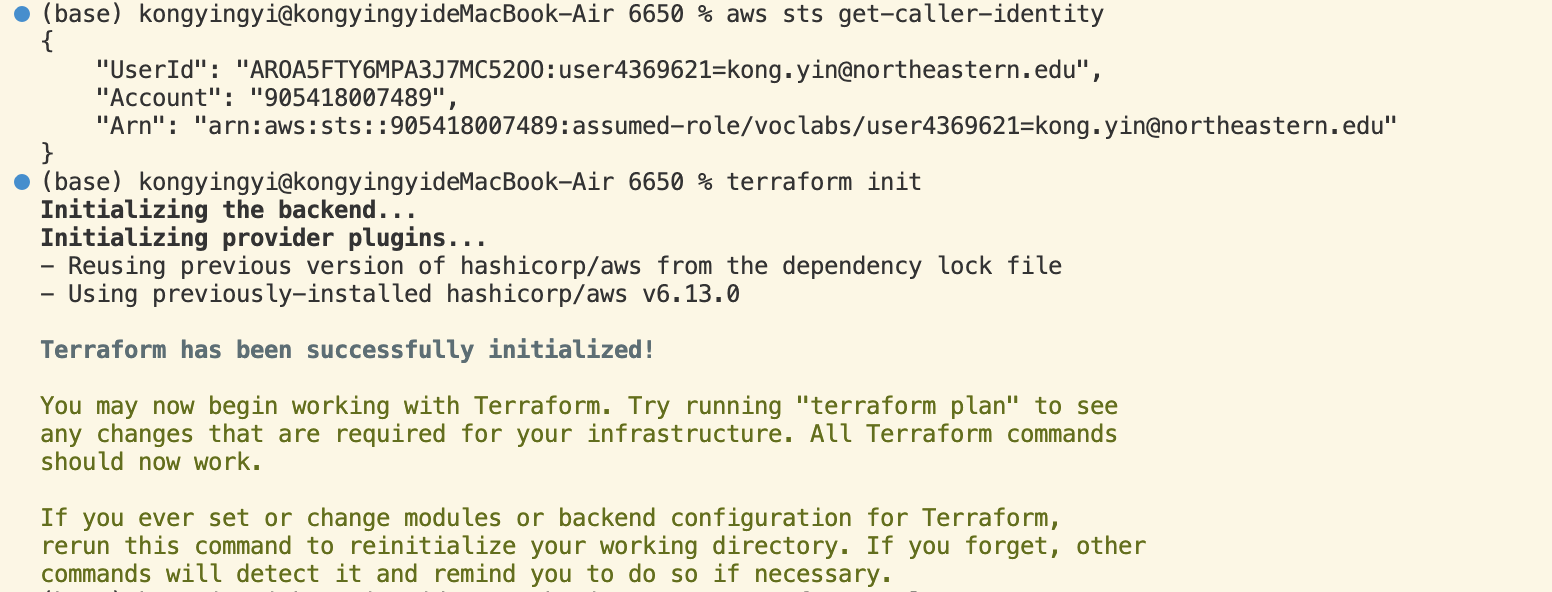 (base) kongyingyi@kongyingyideMacBook-Air 6650 % aws sts get-caller-identity
{
    "UserId": "AROA5FTY6MPA3J7MC52OO:user4369621=kong.yin@northeastern.edu",
    "Account": "905418007489",
    "Arn": "arn:aws:sts::905418007489:assumed-role/voclabs/user4369621=kong.yin@northeastern.edu"
}
(base) kongyingyi@kongyingyideMacBook-Air 6650 % terraform init
Initializing the backend...
Initializing provider plugins...
- Reusing previous version of hashicorp/aws from the dependency lock file
- Using previously-installed hashicorp/aws v6.13.0
Terraform has been successfully initialized!
You may now begin working with Terraform. Try running "terraform plan" to see
any changes that are required for your infrastructure. All Terraform commands
should now work.
If you ever set or change modules or backend configuration for Terraform,
rerun this command to reinitialize your working directory. If you forget, other
commands will detect it and remind you to do so if necessary.